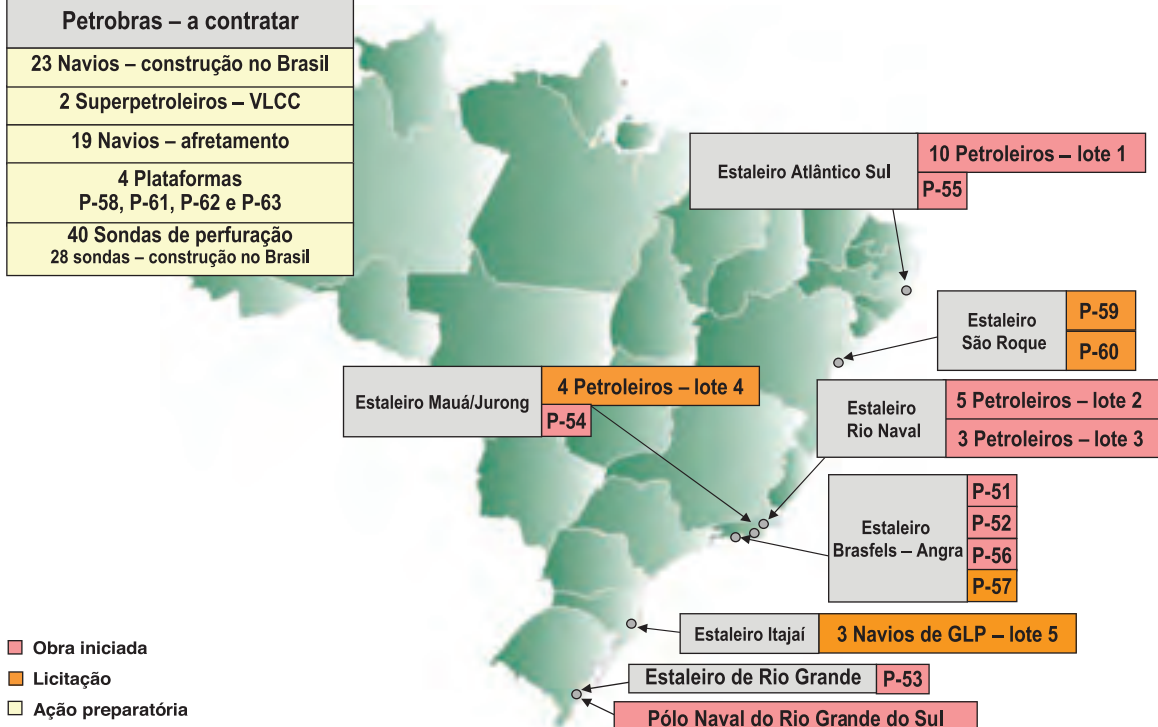 Petrobras – a contratar
23 Navios – construção no Brasil
2 Superpetroleiros – VLCC
19 Navios – afretamento
4 Plataformas
P-58, P-61, P-62 e P-63
40 Sondas de perfuração
28 sondas – construção no Brasil
Estaleiro Atlântico Sul
10 Petroleiros – lote 1
P-55
Estaleiro
São Roque
P-59
P-60
Estaleiro Mauá/Jurong
4 Petroleiros – lote 4
P-54
Estaleiro
Rio Naval
5 Petroleiros – lote 2
3 Petroleiros – lote 3
Estaleiro
Brasfels – Angra
P-51
P-52
P-56
P-57
Estaleiro Itajaí
3 Navios de GLP – lote 5
Estaleiro de Rio Grande
P-53
Pólo Naval do Rio Grande do Sul
Obra iniciada
Licitação
Ação preparatória